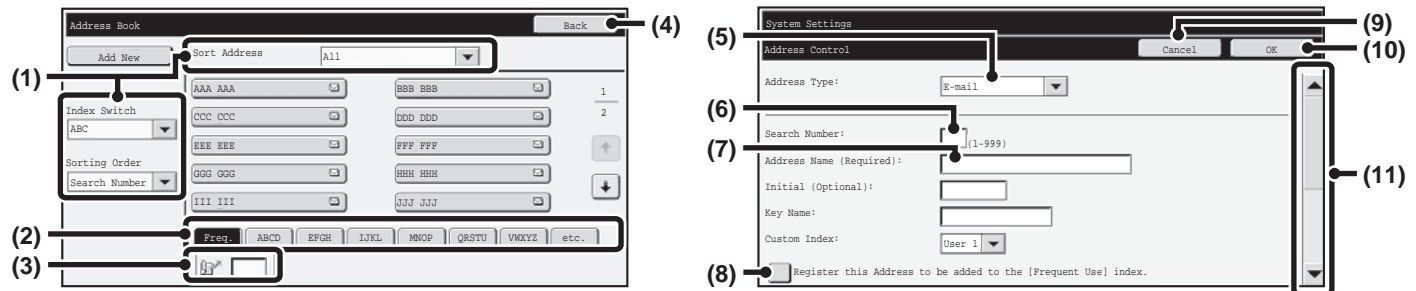 Address Book
Back
(4)
Add New
Sort Address
All
(1)
AAA AAA
BBB BBB
1
Index Switch
CCC CCC
DDD DDD
2
ABC
EEE EEE
FFF FFF
Sorting Order
GGG GGG
HHH HHH
Search Number
III III
JJJ JJJ
(2)
Freq.
ABCD
EFGH
IJKL
MNOP
QRSTU
VWXYZ
etc.
(3)
System Settings
(9)
(5)
Address Control
Cancel
OK
(10)
Address Type:
E-mail
(6)
Search Number:
(1-999)
(7)
Address Name (Required):
(11)
Initial (Optional):
Key Name:
Custom Index:
User 1
(8)
Register this Address to be added to the [Frequent Use] index.